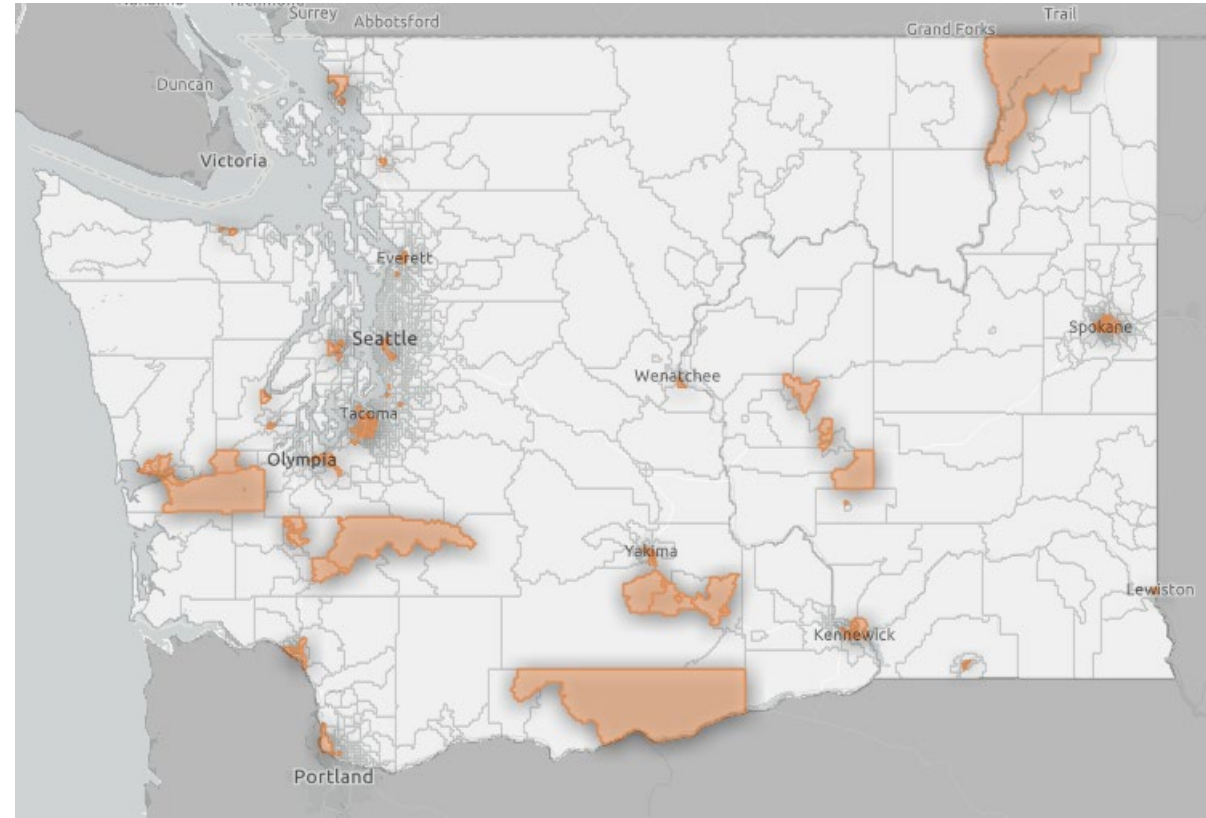 Surrey
Abbotsford
Trail
Grand Forks
Duncan
Victoria
Everett
Seattle
Spokane
Wenatchee
Tacoma
Olympia
Yakima
Lewiston
Kennewick
Portland